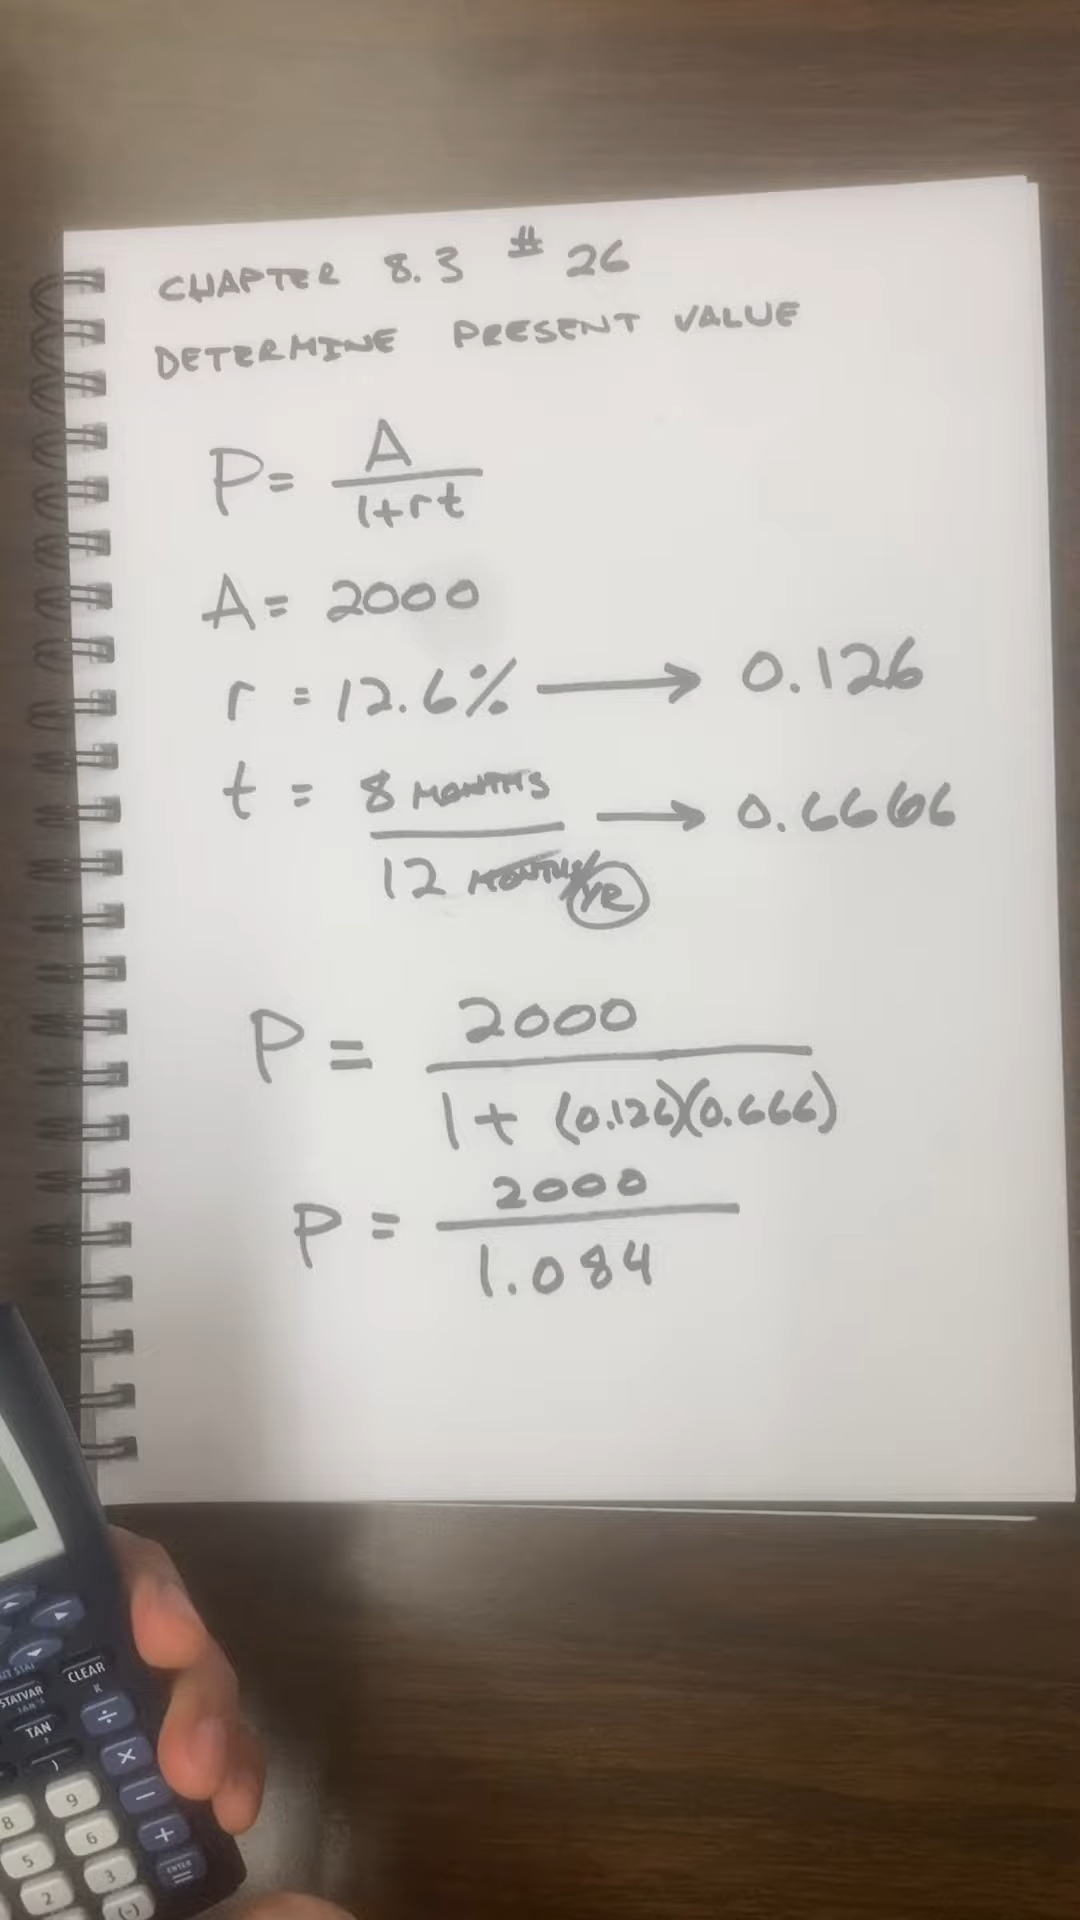 CHAPTER 8.3 # 26
DETERMINE PRESENT VALUE
P = A
1+rt
A = 2000
r = 12.6% → 0.126
t = 8 MONTHS → 0.6666
12 MONTHS/YR
P = 2000
1 + (0.126)(0.666)
P = 2000
1.084
STATVAR
CLEAR
K
TAN
?
÷
)
×
8
9
−
5
6
+
2
3
ENTER
=
(-)